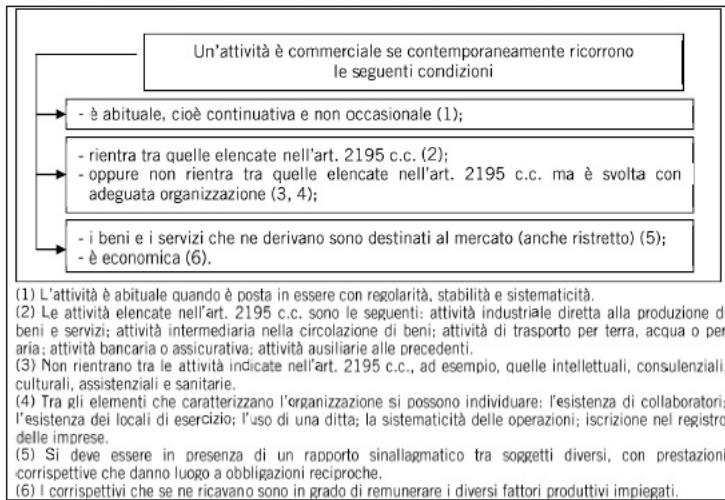 Un'attività è commerciale se contemporaneamente ricorrono
le seguenti condizioni
- è abituale, cioè continuativa e non occasionale (1);
- rientra tra quelle elencate nell'art. 2195 c.c. (2);
- oppure non rientra tra quelle elencate nell'art. 2195 c.c. ma è svolta con
adeguata organizzazione (3, 4);
- i beni e i servizi che ne derivano sono destinati al mercato (anche ristretto) (5);
- è economica (6).
(1) L'attività è abituale quando è posta in essere con regolarità, stabilità e sistematicità.
(2) Le attività elencate nell'art. 2195 c.c. sono le seguenti: attività industriale diretta alla produzione di
beni e servizi; attività intermediaria nella circolazione di beni; attività di trasporto per terra, acqua o per
aria; attività bancaria o assicurativa; attività ausiliarie alle precedenti.
(3) Non rientrano tra le attività indicate nell'art. 2195 c.c., ad esempio, quelle intellettuali, consulenziali,
culturali, assistenziali e sanitarie.
(4) Tra gli elementi che caratterizzano l'organizzazione si possono individuare: l'esistenza di collaboratori;
l'esistenza dei locali di esercizio; l'uso di una ditta; la sistematicità delle operazioni; iscrizione nel registro
delle imprese.
(5) Si deve essere in presenza di un rapporto sinallagmatico tra soggetti diversi, con prestazioni
corrispettive che danno luogo a obbligazioni reciproche.
(6) I corrispettivi che se ne ricavano sono in grado di remunerare i diversi fattori produttivi impiegati.